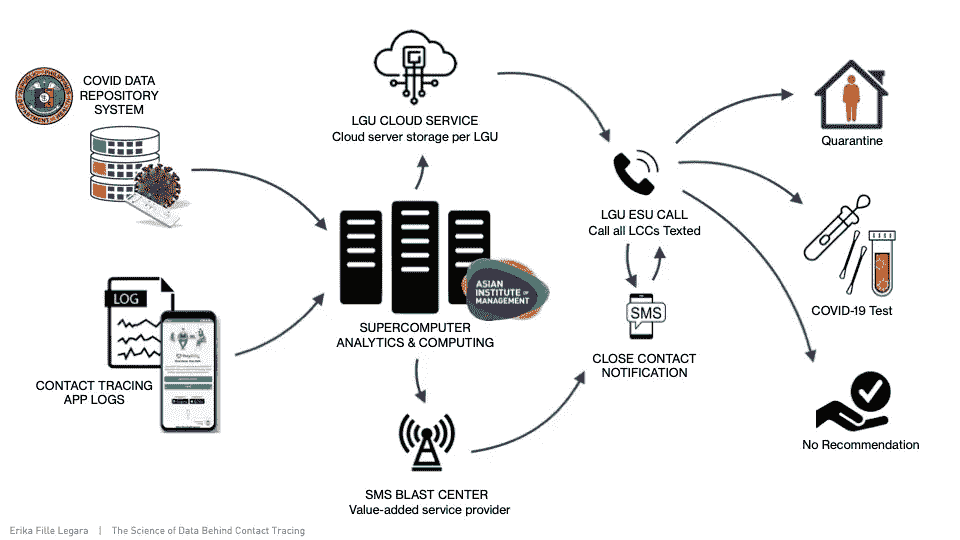 COVID DATA
REPOSITORY
SYSTEM
LGU CLOUD SERVICE
Cloud server storage per LGU
Quarantine
LGU ESU CALL
Call all LCCs Texted
ASIAN
INSTITUTE OF
MANAGEMENT
LOG
SMS
COVID-19 Test
SUPERCOMPUTER
ANALYTICS & COMPUTING
CLOSE CONTACT
NOTIFICATION
CONTACT TRACING
APP LOGS
No Recommendation
SMS BLAST CENTER
Value-added service provider
Erika Fille Legara | The Science of Data Behind Contact Tracing